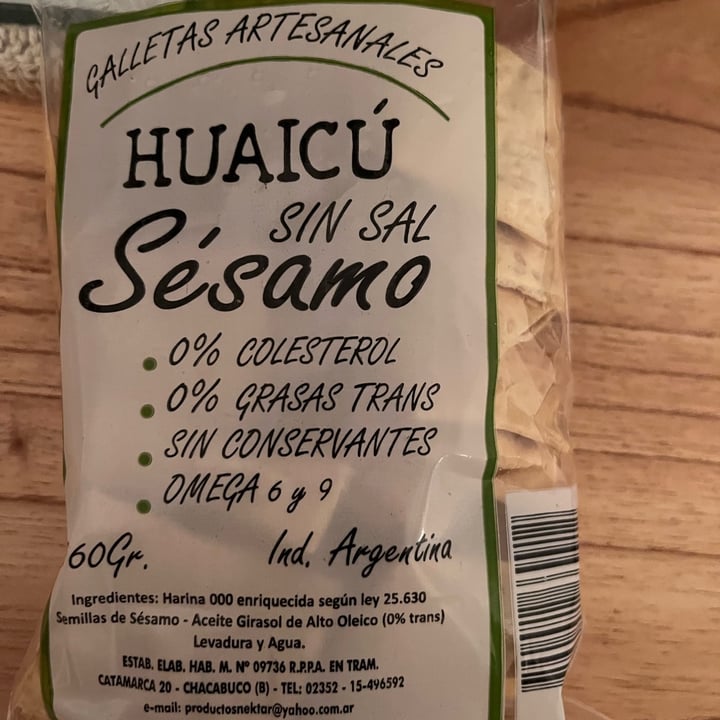 GALLETAS ARTESANALES
HUAICÚ
SIN SAL
Sésamo
• 0% COLESTEROL
• 0% GRASAS TRANS
• SIN CONSERVANTES
• OMEGA 6 y 9
60Gr. Ind. Argentina
Ingredientes: Harina 000 enriquecida según ley 25.630
Semillas de Sésamo - Aceite Girasol de Alto Oleico (0% trans)
Levadura y Agua.
ESTAB. ELAB. HAB. M. Nº 09736 R.P.P.A. EN TRAM.
CATAMARCA 20 - CHACABUCO (B) - TEL: 02352 - 15-496592
e-mail: productosnektar@yahoo.com.ar